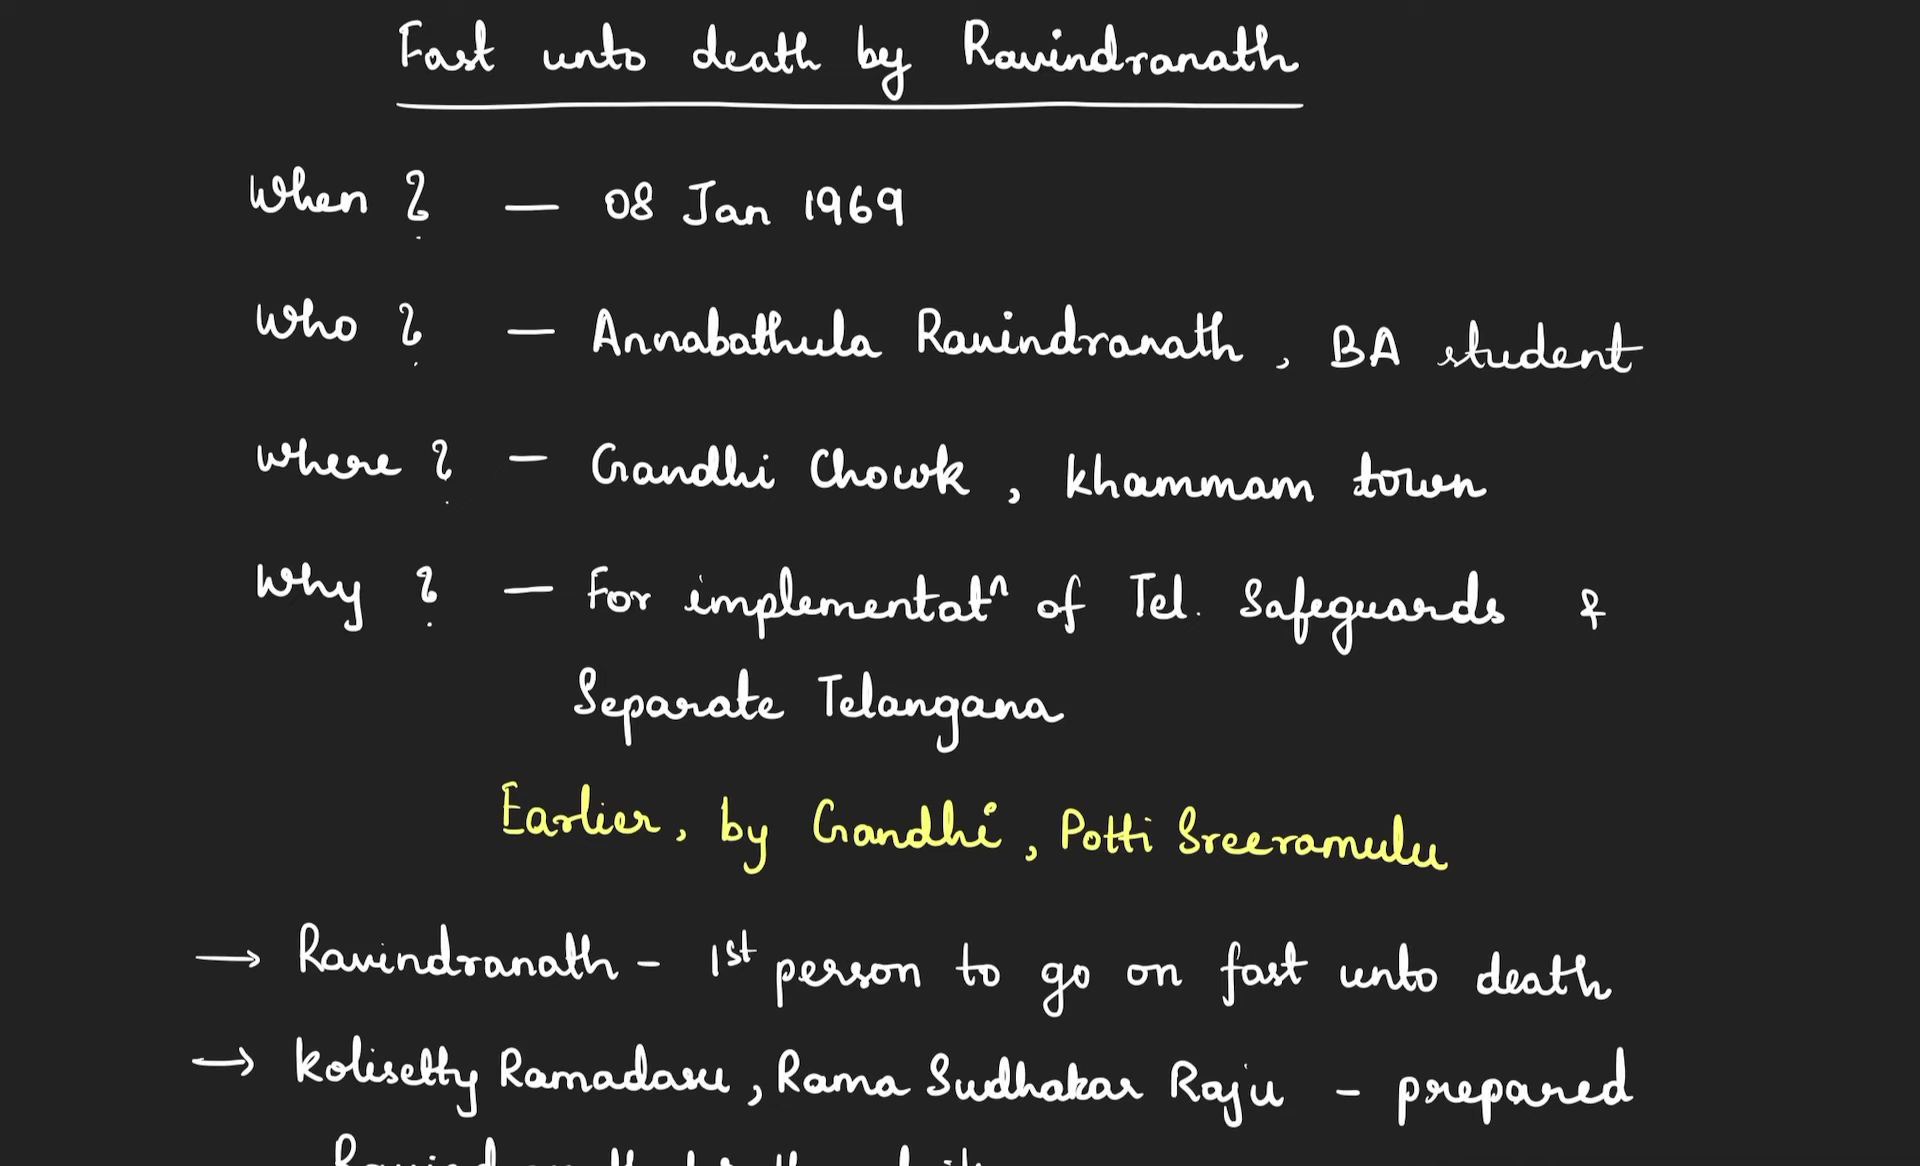 Fast unto death by Ravindranath
When ? — 08 Jan 1969
Who ? — Annabathula Ravindranath, BA student
Where ? — Gandhi Chowk, Khammam town
Why ? — For implementatⁿ of Tel. Safeguards &
Separate Telangana
Earlier, by Gandhi, Potti Sreeramulu
→ Ravindranath - 1st person to go on fast unto death
→ Kolisetty Ramadasu, Rama Sudhakar Raju - prepared